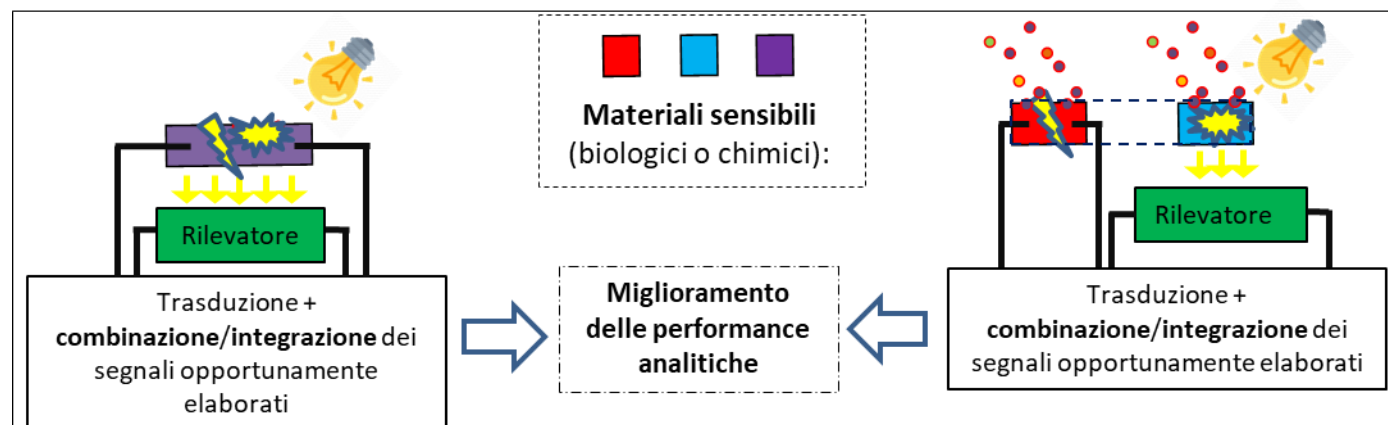 Materiali sensibili
(biologici o chimici):
Rilevatore
Trasduzione +
combinazione/integrazione dei
segnali opportunamente
elaborati
Miglioramento
delle performance
analitiche
Rilevatore
Trasduzione +
combinazione/integrazione dei
segnali opportunamente elaborati